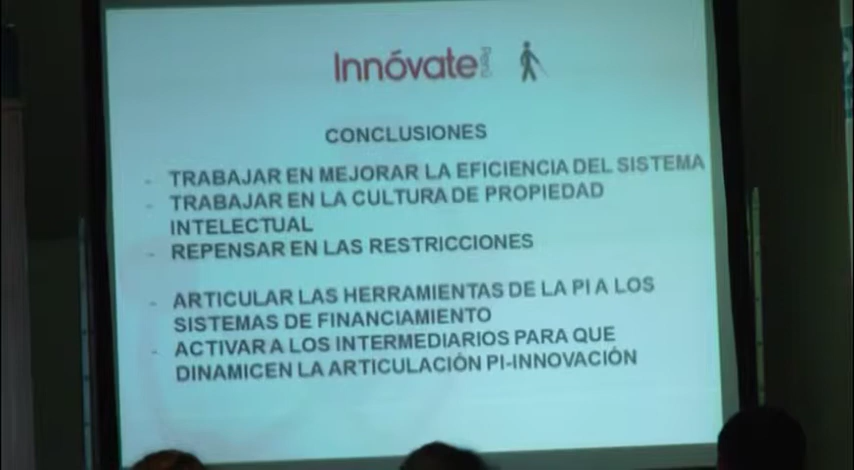 Innóvate Perú
CONCLUSIONES
- TRABAJAR EN MEJORAR LA EFICIENCIA DEL SISTEMA
- TRABAJAR EN LA CULTURA DE PROPIEDAD
INTELECTUAL
- REPENSAR EN LAS RESTRICCIONES
- ARTICULAR LAS HERRAMIENTAS DE LA PI A LOS
SISTEMAS DE FINANCIAMIENTO
- ACTIVAR A LOS INTERMEDIARIOS PARA QUE
DINAMICEN LA ARTICULACIÓN PI-INNOVACIÓN